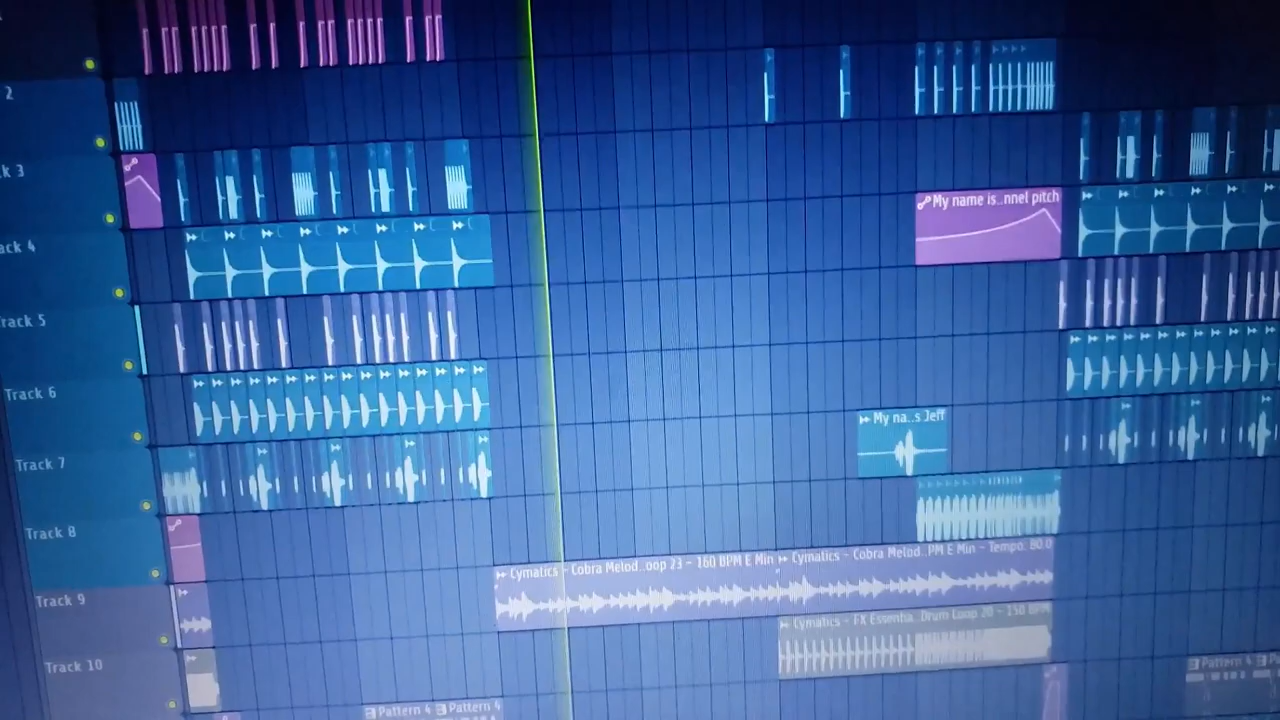 2
k 3
My name is..nnel pitch
ack 4
rack 5
Track 6
My na..s Jeff
Track 7
Track 8
Cymatics - Cobra Melod..oop 23 - 160 BPM E Min
Cymatics - Cobra Melod..PM E Min - Tempo. 80.0
Track 9
Cymatics - FX Essentia..Drum Loop 20 - 150 BPM
Track 10
Pattern 4
Pattern 4
Pattern 4